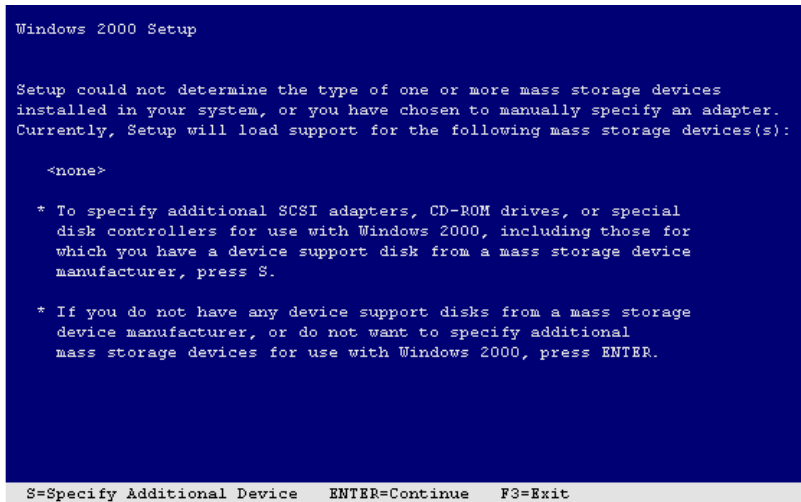 Windows 2000 Setup
Setup could not determine the type of one or more mass storage devices
installed in your system, or you have chosen to manually specify an adapter.
Currently, Setup will load support for the following mass storage devices(s):
<none>
* To specify additional SCSI adapters, CD-ROM drives, or special
disk controllers for use with Windows 2000, including those for
which you have a device support disk from a mass storage device
manufacturer, press S.
* If you do not have any device support disks from a mass storage
device manufacturer, or do not want to specify additional
mass storage devices for use with Windows 2000, press ENTER.
S=Specify Additional Device ENTER=Continue F3=Exit